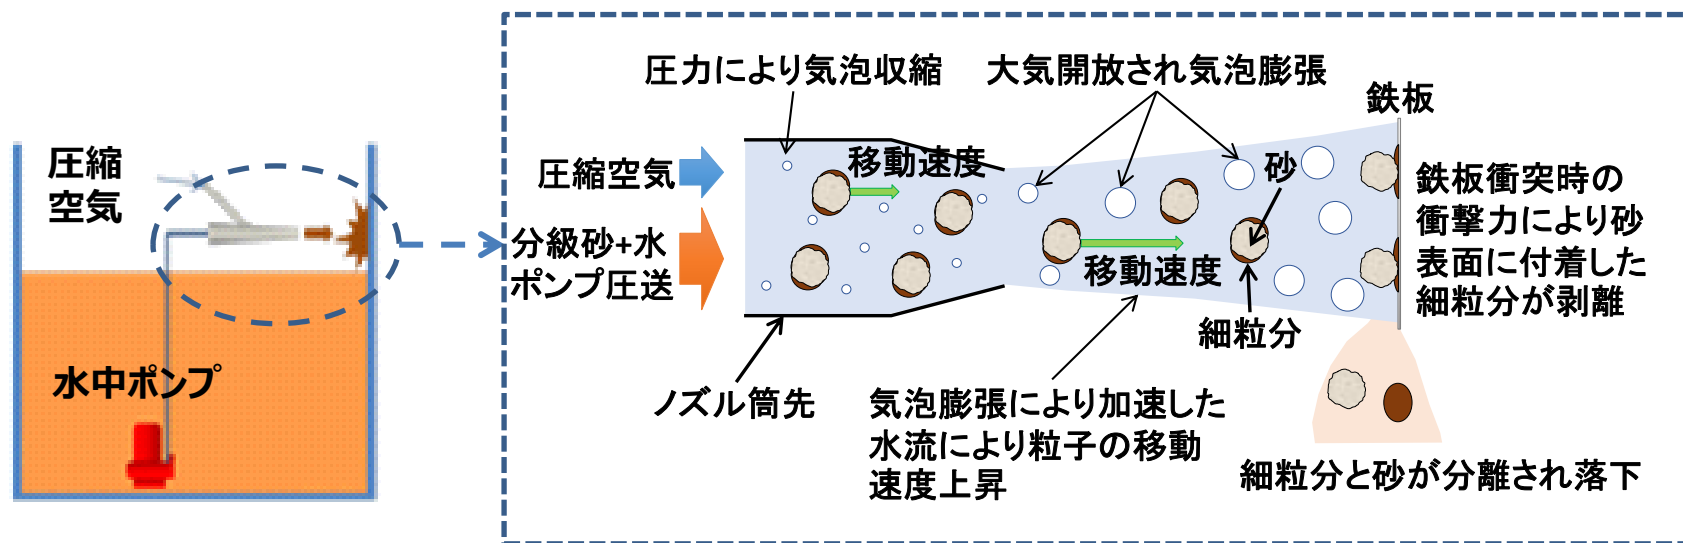 圧縮
空気
水中ポンプ
圧力により気泡収縮
大気開放され気泡膨張
鉄板
圧縮空気
移動速度
砂
分級砂+水
ポンプ圧送
移動速度
鉄板衝突時の
衝撃力により砂
表面に付着した
細粒分が剥離
細粒分
ノズル筒先
気泡膨張により加速した
水流により粒子の移動
速度上昇
細粒分と砂が分離され落下